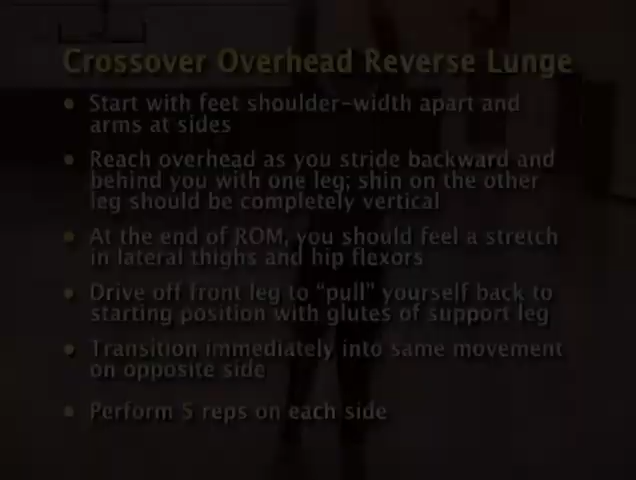 Crossover Overhead Reverse Lunge
• Start with feet shoulder-width apart and
arms at sides
• Reach overhead as you stride backward and
behind you with one leg; shin on the other
leg should be completely vertical
• At the end of ROM, you should feel a stretch
in lateral thighs and hip flexors
• Drive off front leg to “pull” yourself back to
starting position with glutes of support leg
• Transition immediately into same movement
on opposite side
• Perform 5 reps on each side